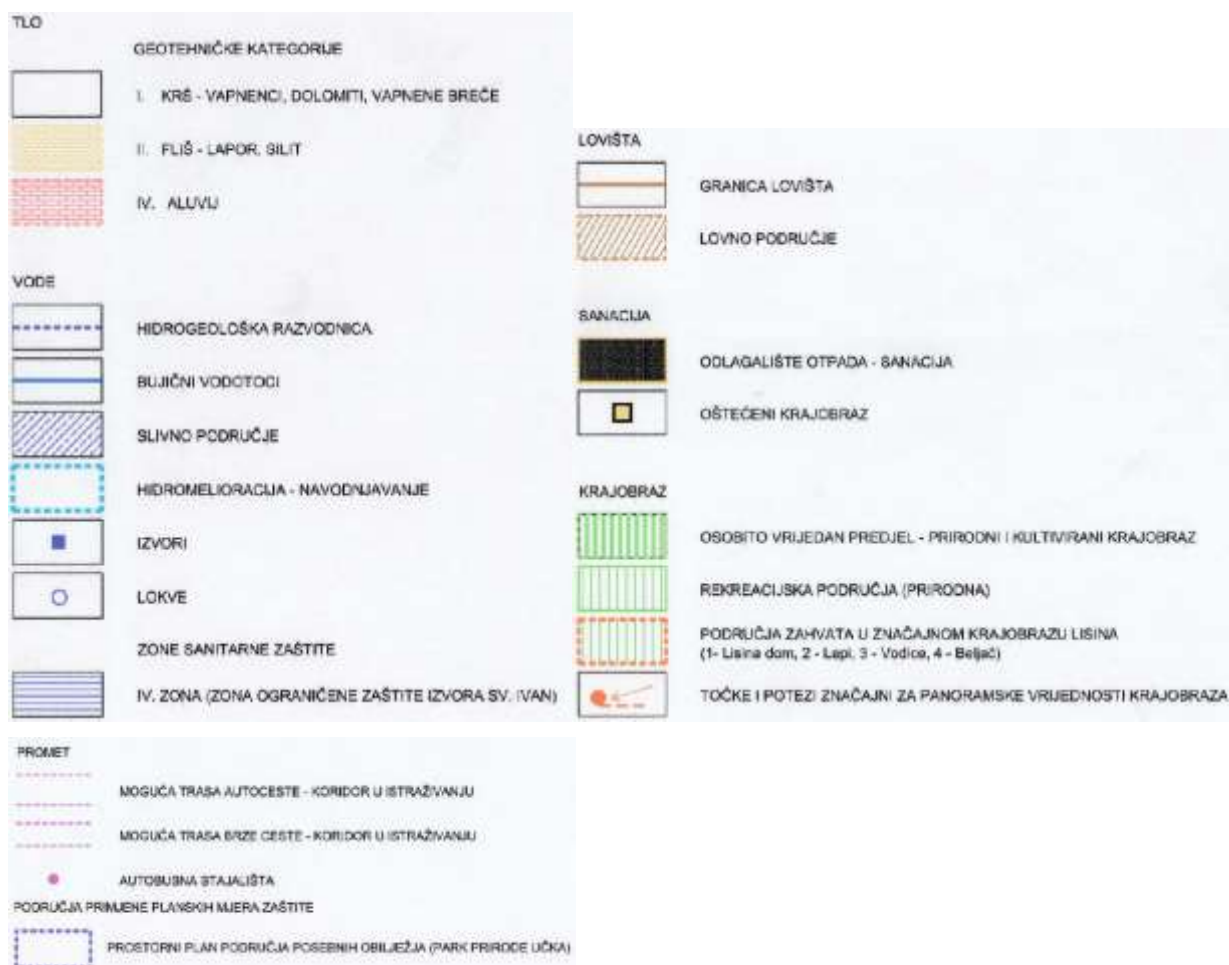 TLO
GEOTEHNIČKE KATEGORIJE
I. KRŠ - VAPNENCI, DOLOMITI, VAPNENE BREČE
II. FLIŠ - LAPOR, SILIT
IV. ALUVIJ
VODE
HIDROGEOLOŠKA RAZVODNICA
BUJIČNI VODOTOCI
SLIVNO PODRUČJE
HIDROMELIORACIJA - NAVODNJAVANJE
IZVORI
LOKVE
ZONE SANITARNE ZAŠTITE
IV. ZONA (ZONA OGRANIČENE ZAŠTITE IZVORA SV. IVAN)
LOVIŠTA
GRANICA LOVIŠTA
LOVNO PODRUČJE
SANACIJA
ODLAGALIŠTE OTPADA - SANACIJA
OŠTEĆENI KRAJOBRAZ
KRAJOBRAZ
OSOBITO VRIJEDAN PREDJEL - PRIRODNI I KULTIVIRANI KRAJOBRAZ
REKREACIJSKA PODRUČJA (PRIRODNA)
PODRUČJA ZAHVATA U ZNAČAJNOM KRAJOBRAZU LISINA
(1- Lisina dom, 2 - Lepi, 3 - Vodice, 4 - Beljač)
TOČKE I POTEZI ZNAČAJNI ZA PANORAMSKE VRIJEDNOSTI KRAJOBRAZA
PROMET
MOGUĆA TRASA AUTOCESTE - KORIDOR U ISTRAŽIVANJU
MOGUĆA TRASA BRZE CESTE - KORIDOR U ISTRAŽIVANJU
AUTOBUSNA STAJALIŠTA
PODRUČJA PRIMJENE PLANSKIH MJERA ZAŠTITE
PROSTORNI PLAN PODRUČJA POSEBNIH OBILJEŽJA (PARK PRIRODE UČKA)